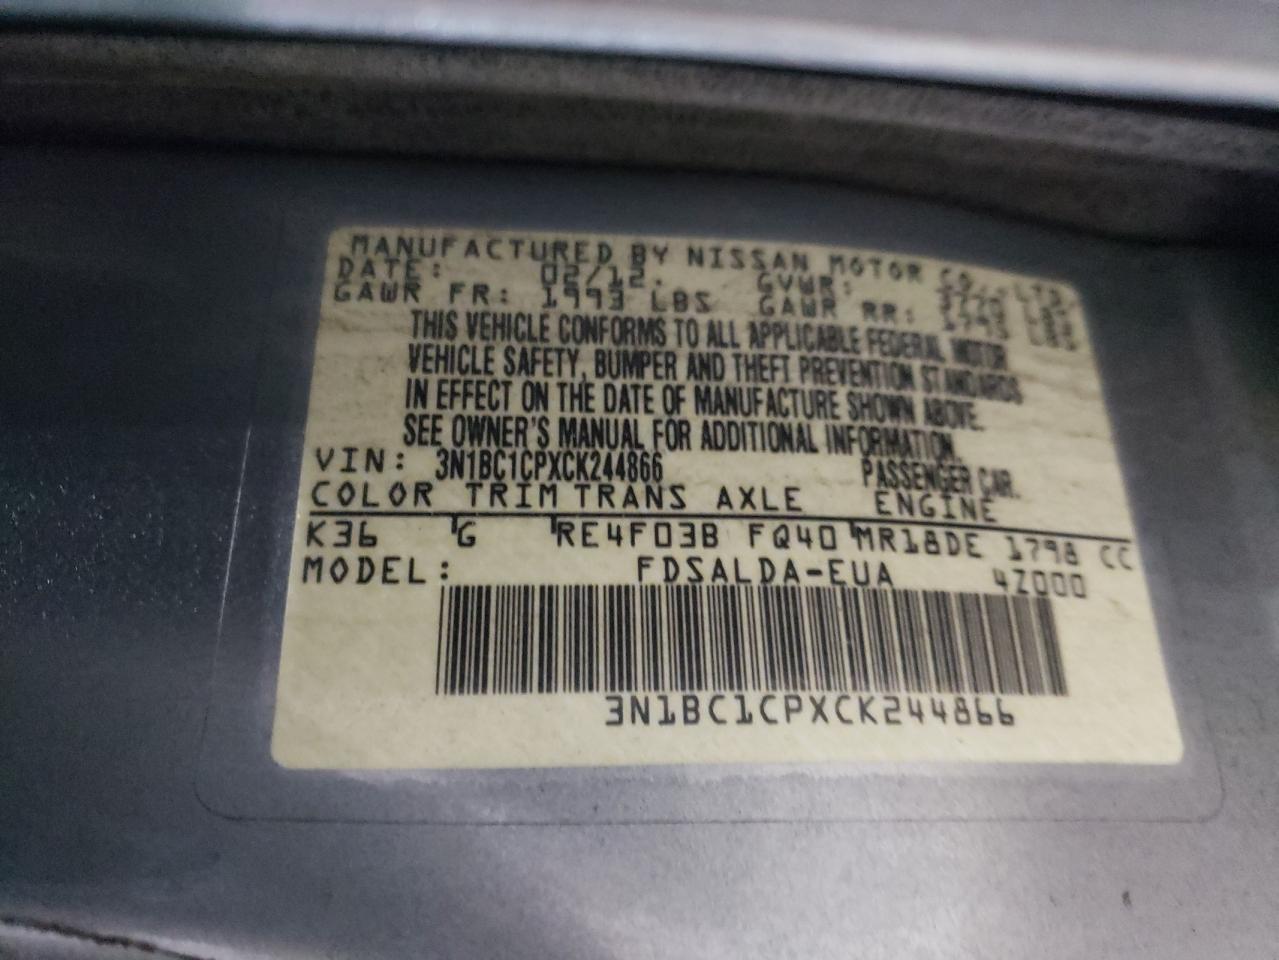 MANUFACTURED BY NISSAN MOTOR CO., LTD.
DATE: 02/12. GVWR: LBS
GAWR FR: 1993 LBS GAWR RR: LBS
THIS VEHICLE CONFORMS TO ALL APPLICABLE FEDERAL MOTOR
VEHICLE SAFETY, BUMPER AND THEFT PREVENTION STANDARDS
IN EFFECT ON THE DATE OF MANUFACTURE SHOWN ABOVE.
SEE OWNER'S MANUAL FOR ADDITIONAL INFORMATION.
VIN: 3N1BC1CPXCK244866 PASSENGER CAR.
COLOR TRIM TRANS AXLE ENGINE
K36 G RE4F03B FQ40 MR18DE 1798 CC
MODEL: FDSALDA-EUA 4Z000
3N1BC1CPXCK244866